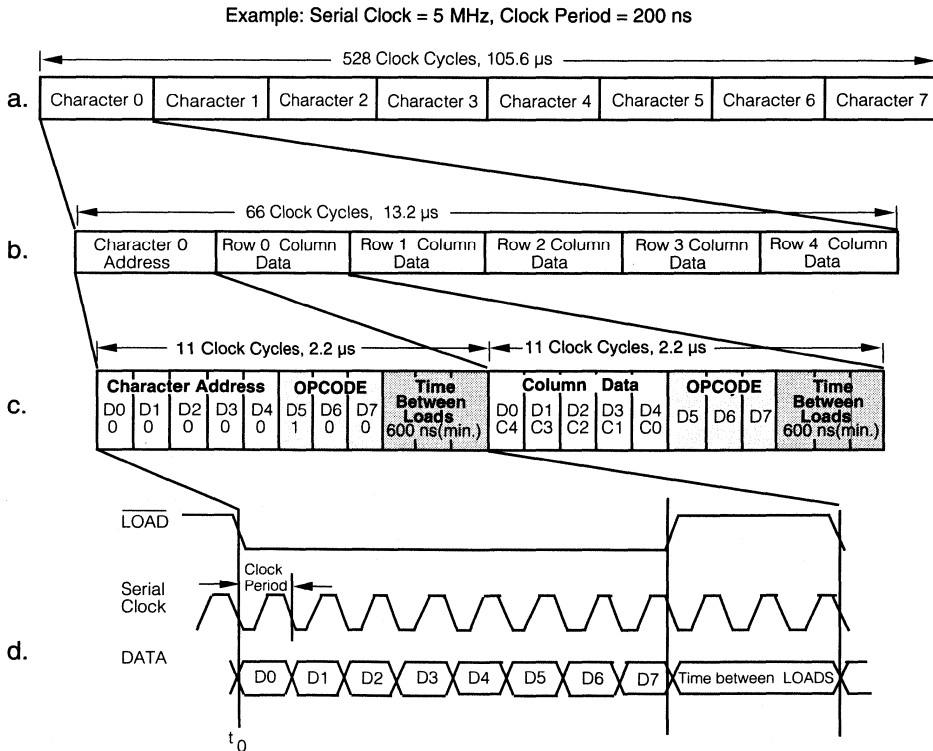 Example: Serial Clock = 5 MHz, Clock Period = 200 ns
528 Clock Cycles, 105.6 µs
a. Character 0 Character 1 Character 2 Character 3 Character 4 Character 5 Character 6 Character 7
66 Clock Cycles, 13.2 µs
b.
Character 0 Address
Row 0 Column Data
Row 1 Column Data
Row 2 Column Data
Row 3 Column Data
Row 4 Column Data
11 Clock Cycles, 2.2 µs 11 Clock Cycles, 2.2 µs
c.
Character Address
D0 D1 D2 D3 D4
0 0 0 0 0
OPCODE
D5 D6 D7
1 0 0
Time
Between
Loads
600 ns(min.)
Column Data
D0 D1 D2 D3 D4
C4 C3 C2 C1 C0
OPCODE
D5 D6 D7
Time
Between
Loads
600 ns(min.)
LOAD
Clock
Period
Serial
Clock
d.
DATA
D0 D1 D2 D3 D4 D5 D6 D7 Time between LOADS
t0